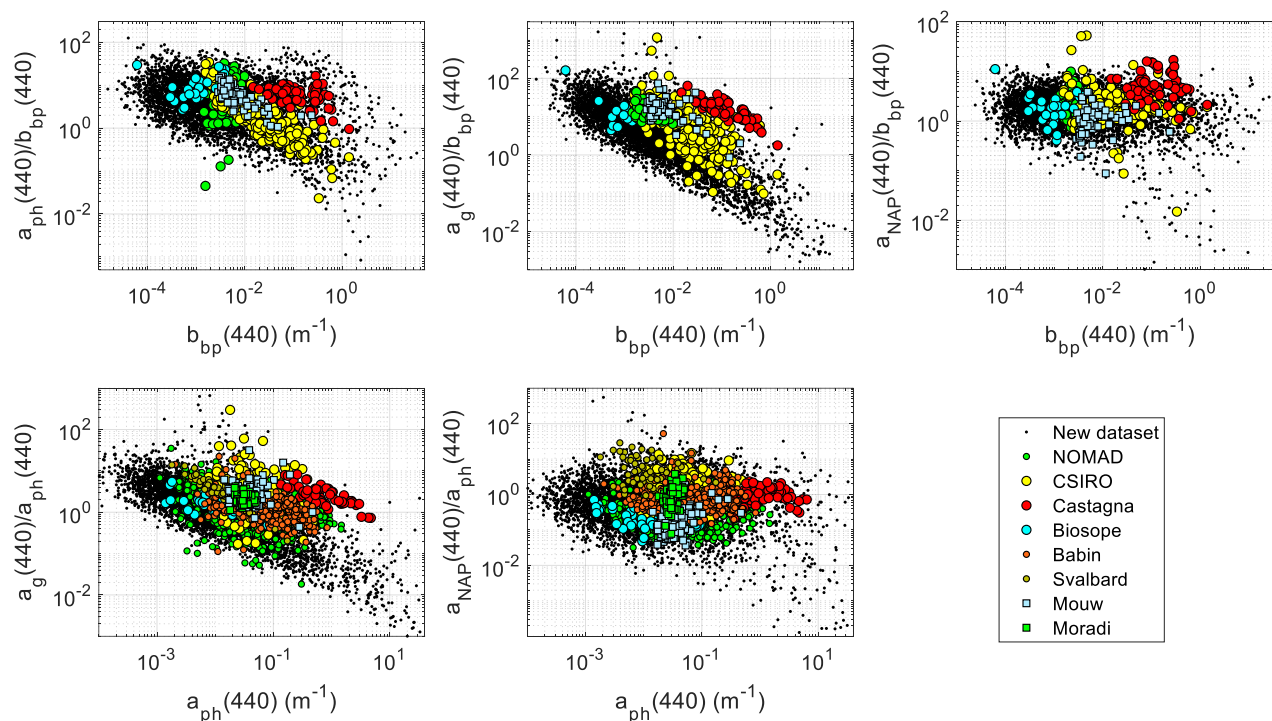 a_ph(440)/b_bp(440)
10^2
10^0
10^-2
10^-4
10^-2
10^0
b_bp(440) (m^-1)
a_g(440)/b_bp(440)
10^2
10^0
10^-2
10^-4
10^-2
10^0
b_bp(440) (m^-1)
a_NAP(440)/b_bp(440)
10^2
10^0
10^-2
10^-4
10^-2
10^0
b_bp(440) (m^-1)
a_g(440)/a_ph(440)
10^2
10^0
10^-2
10^-3
10^-1
10^1
a_ph(440) (m^-1)
a_NAP(440)/a_ph(440)
10^2
10^0
10^-2
10^-3
10^-1
10^1
a_ph(440) (m^-1)
New dataset
NOMAD
CSIRO
Castagna
Biosope
Babin
Svalbard
Mouw
Moradi